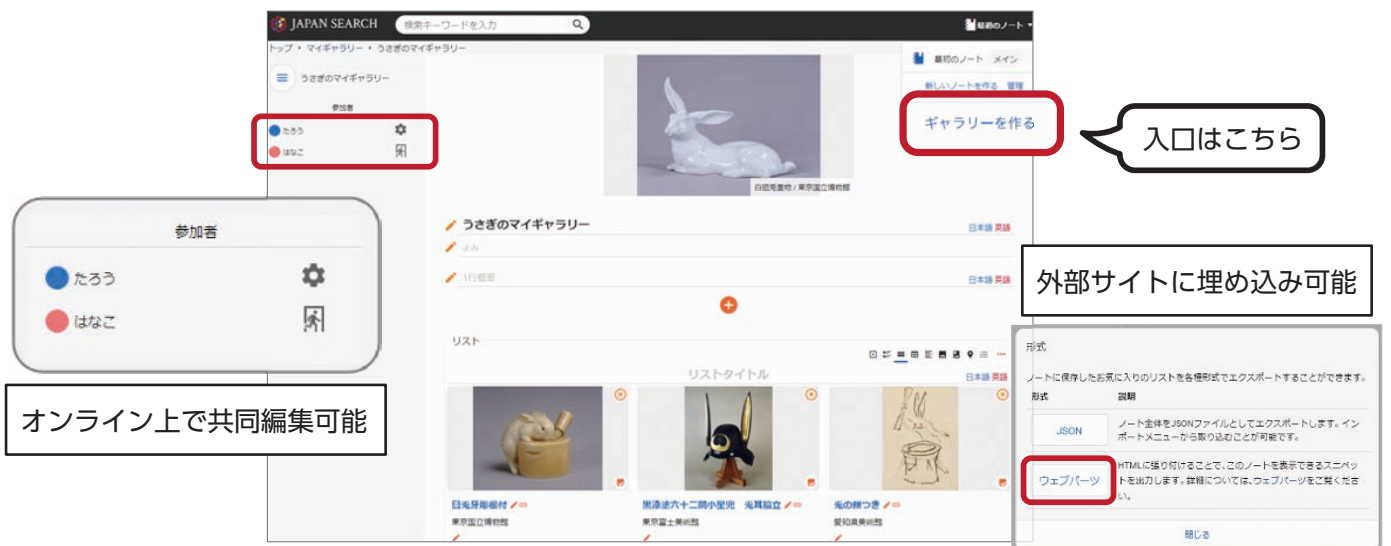 JAPAN SEARCH
検索キーワードを入力
最初のノート
トップ ・ マイギャラリー ・ うさぎのマイギャラリー
うさぎのマイギャラリー
参加者
たろう
はなこ
最初のノート メイン
新しいノートを作る 管理
ギャラリーを作る
入口はこちら
白磁兎置物 / 東京国立博物館
参加者
たろう
はなこ
オンライン上で共同編集可能
うさぎのマイギャラリー
日本語 英語
よみ
1行概要
日本語 英語
リスト
リストタイトル
日本語 英語
東京国立博物館
黒漆塗六十二間小星兜 兎耳脇立
東京富士美術館
兎の餅つき
愛知県美術館
外部サイトに埋め込み可能
形式
ノートに保存したお気に入りのリストを各種形式でエクスポートすることができます。
形式 説明
JSON
ノート全体をJSONファイルとしてエクスポートします。イン
ポートメニューから取り込むことが可能です。
ウェブパーツ
HTMLに張り付けることで、このノートを表示できるスニペッ
トを出力します。詳細については、ウェブパーツをご覧くださ
い。
閉じる